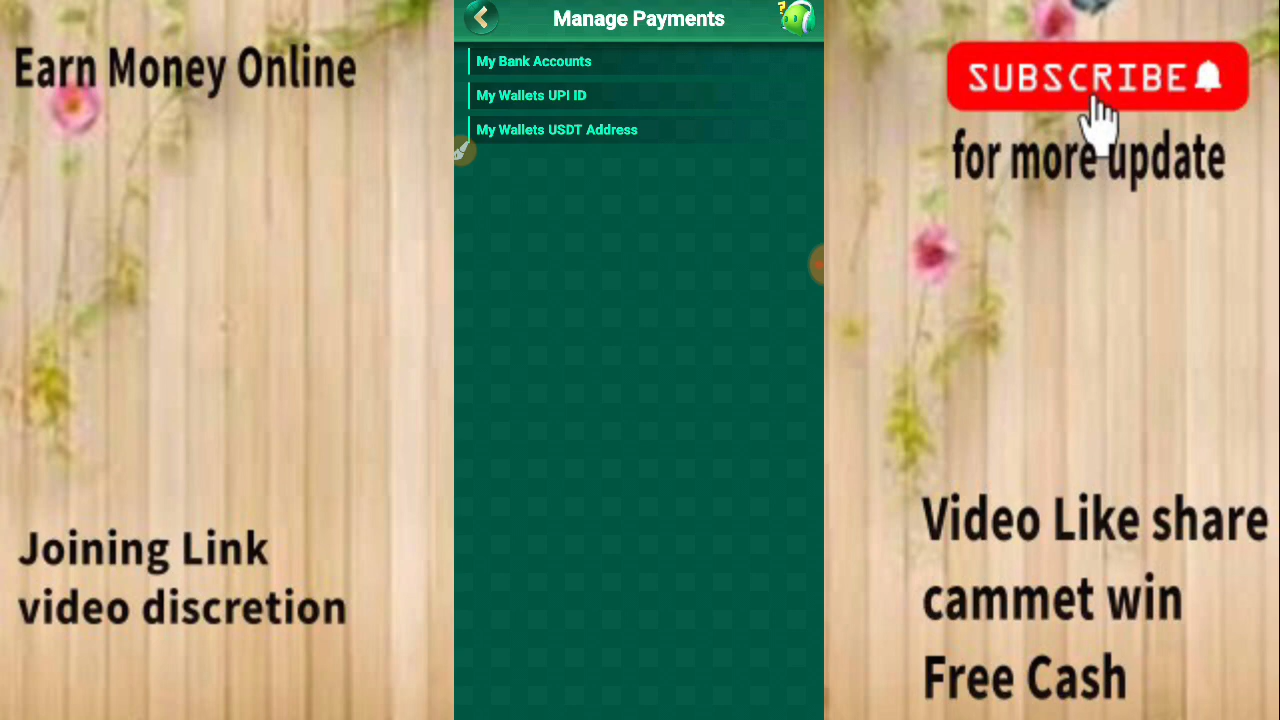 Earn Money Online
Joining Link
video discretion
Manage Payments
My Bank Accounts
My Wallets UPI ID
My Wallets USDT Address
SUBSCRIBE
for more update
Video Like share
cammet win
Free Cash